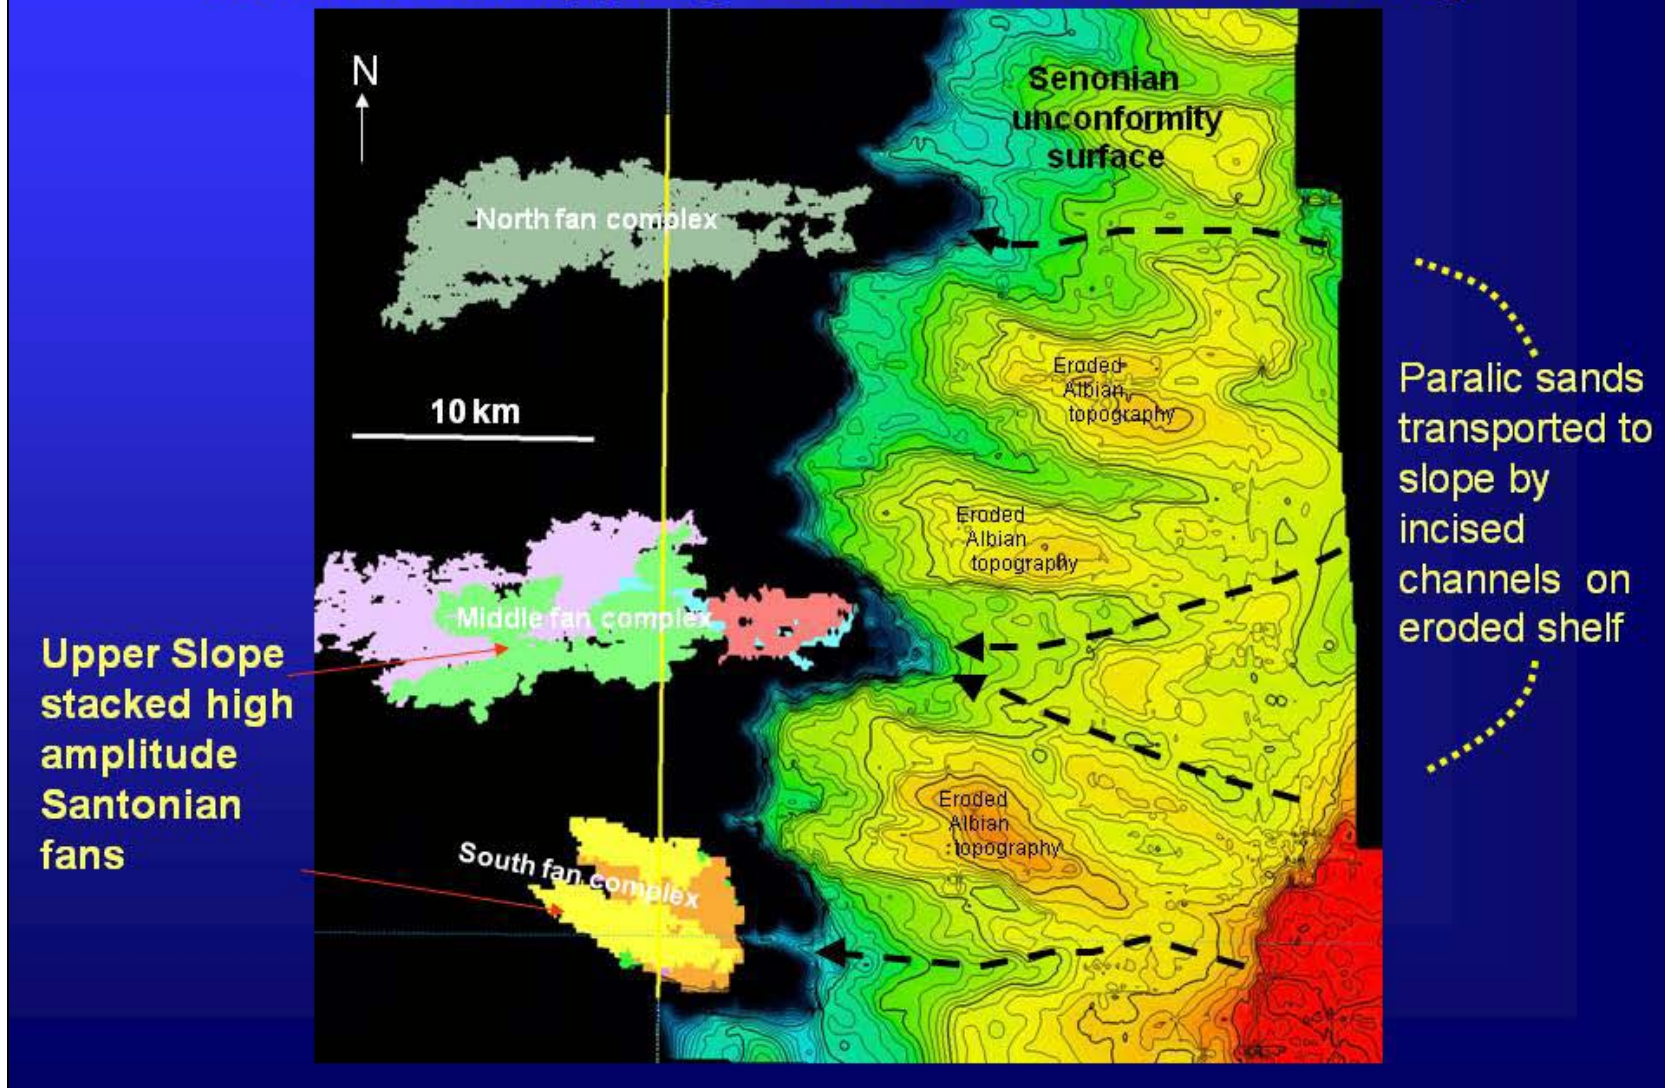 N
Senonian
unconformity
surface
North fan complex
Eroded
Albian
topography
10 km
Paralic sands
transported to
slope by
incised
channels on
eroded shelf
Eroded
Albian
topography
Middle fan complex
Upper Slope
stacked high
amplitude
Santonian
fans
Eroded
Albian
topography
South fan complex